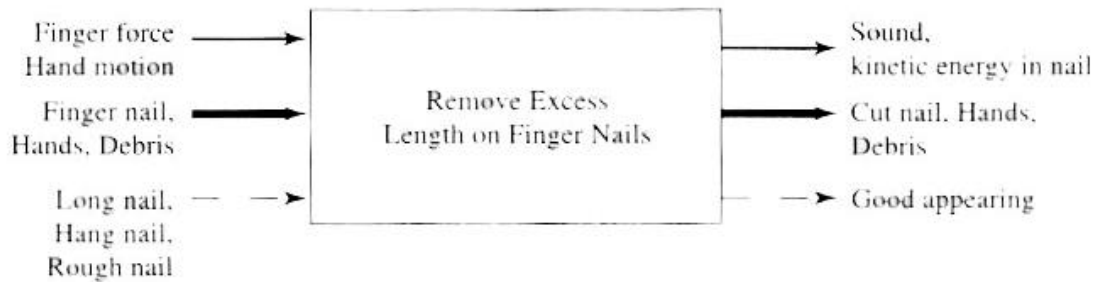 Finger force
Hand motion
Finger nail,
Hands, Debris
Long nail,
Hang nail,
Rough nail
Remove Excess
Length on Finger Nails
Sound,
kinetic energy in nail
Cut nail, Hands,
Debris
Good appearing